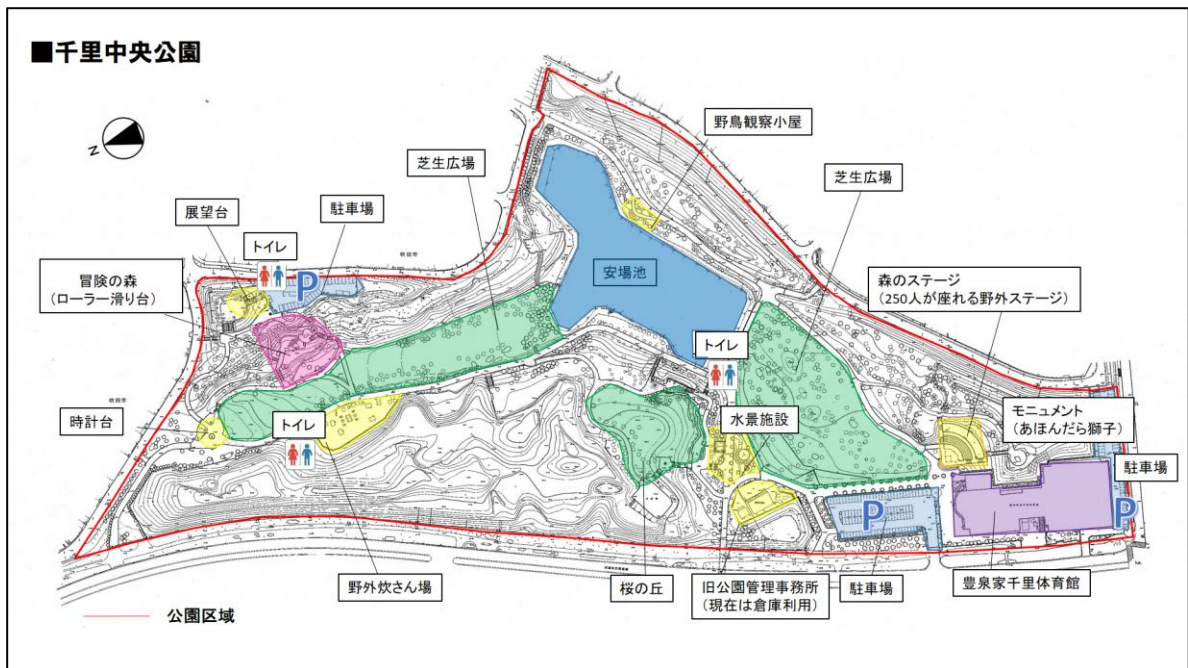 ■千里中央公園
N
野鳥観察小屋
芝生広場
芝生広場
展望台
駐車場
トイレ
P
冒険の森
（ローラー滑り台）
安場池
森のステージ
（250人が座れる野外ステージ）
トイレ
時計台
トイレ
水景施設
モニュメント
（あほんだら獅子）
駐車場
P
P
野外炊さん場
桜の丘
旧公園管理事務所
（現在は倉庫利用）
駐車場
豊泉家千里体育館
公園区域